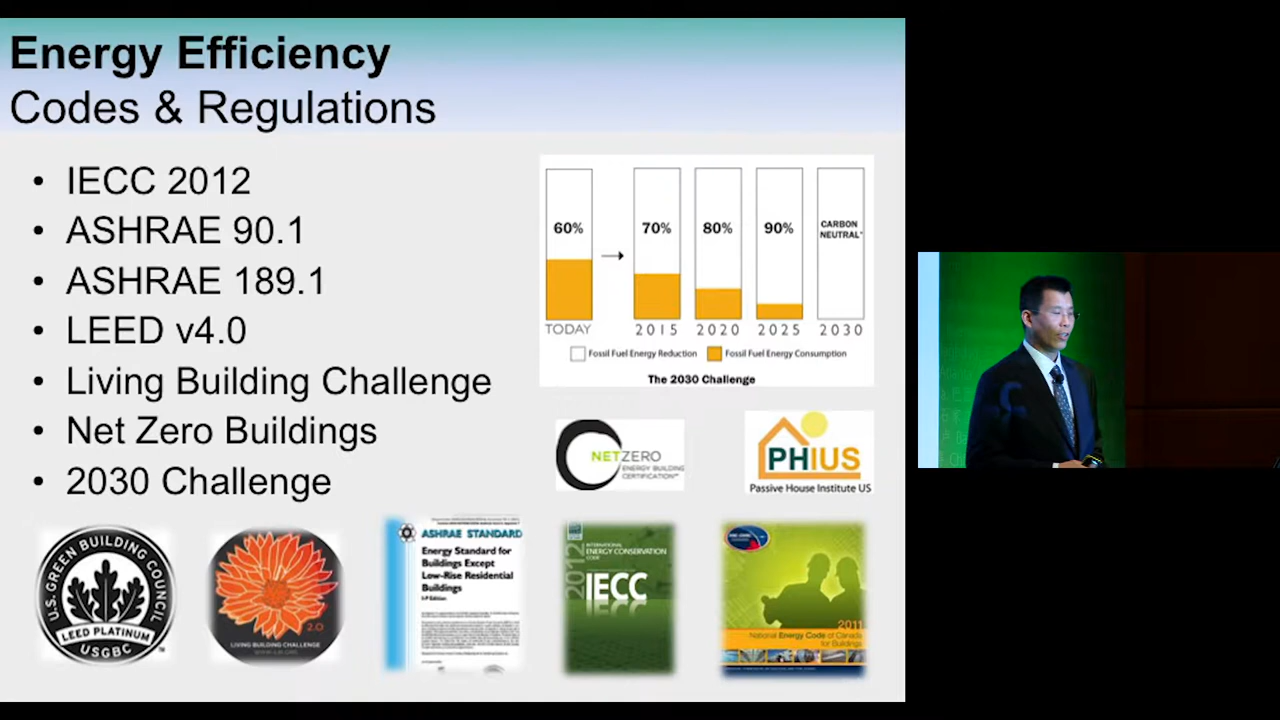 Energy Efficiency
Codes & Regulations
• IECC 2012
• ASHRAE 90.1
• ASHRAE 189.1
• LEED v4.0
• Living Building Challenge
• Net Zero Buildings
• 2030 Challenge
60%
70%
80%
90%
CARBON
NEUTRAL*
TODAY
2015
2020
2025
2030
Fossil Fuel Energy Reduction
Fossil Fuel Energy Consumption
The 2030 Challenge
NETZERO
ENERGY BUILDING
CERTIFICATION
PHIUS
Passive House Institute US
U.S. GREEN BUILDING COUNCIL
LEED PLATINUM
USGBC
2.0
LIVING BUILDING CHALLENGE
ASHRAE STANDARD
Energy Standard for
Buildings Except
Low-Rise Residential
Buildings
I-P Edition
2012
INTERNATIONAL
ENERGY CONSERVATION
CODE
IECC
2011
National Energy Code of Canada
for Buildings